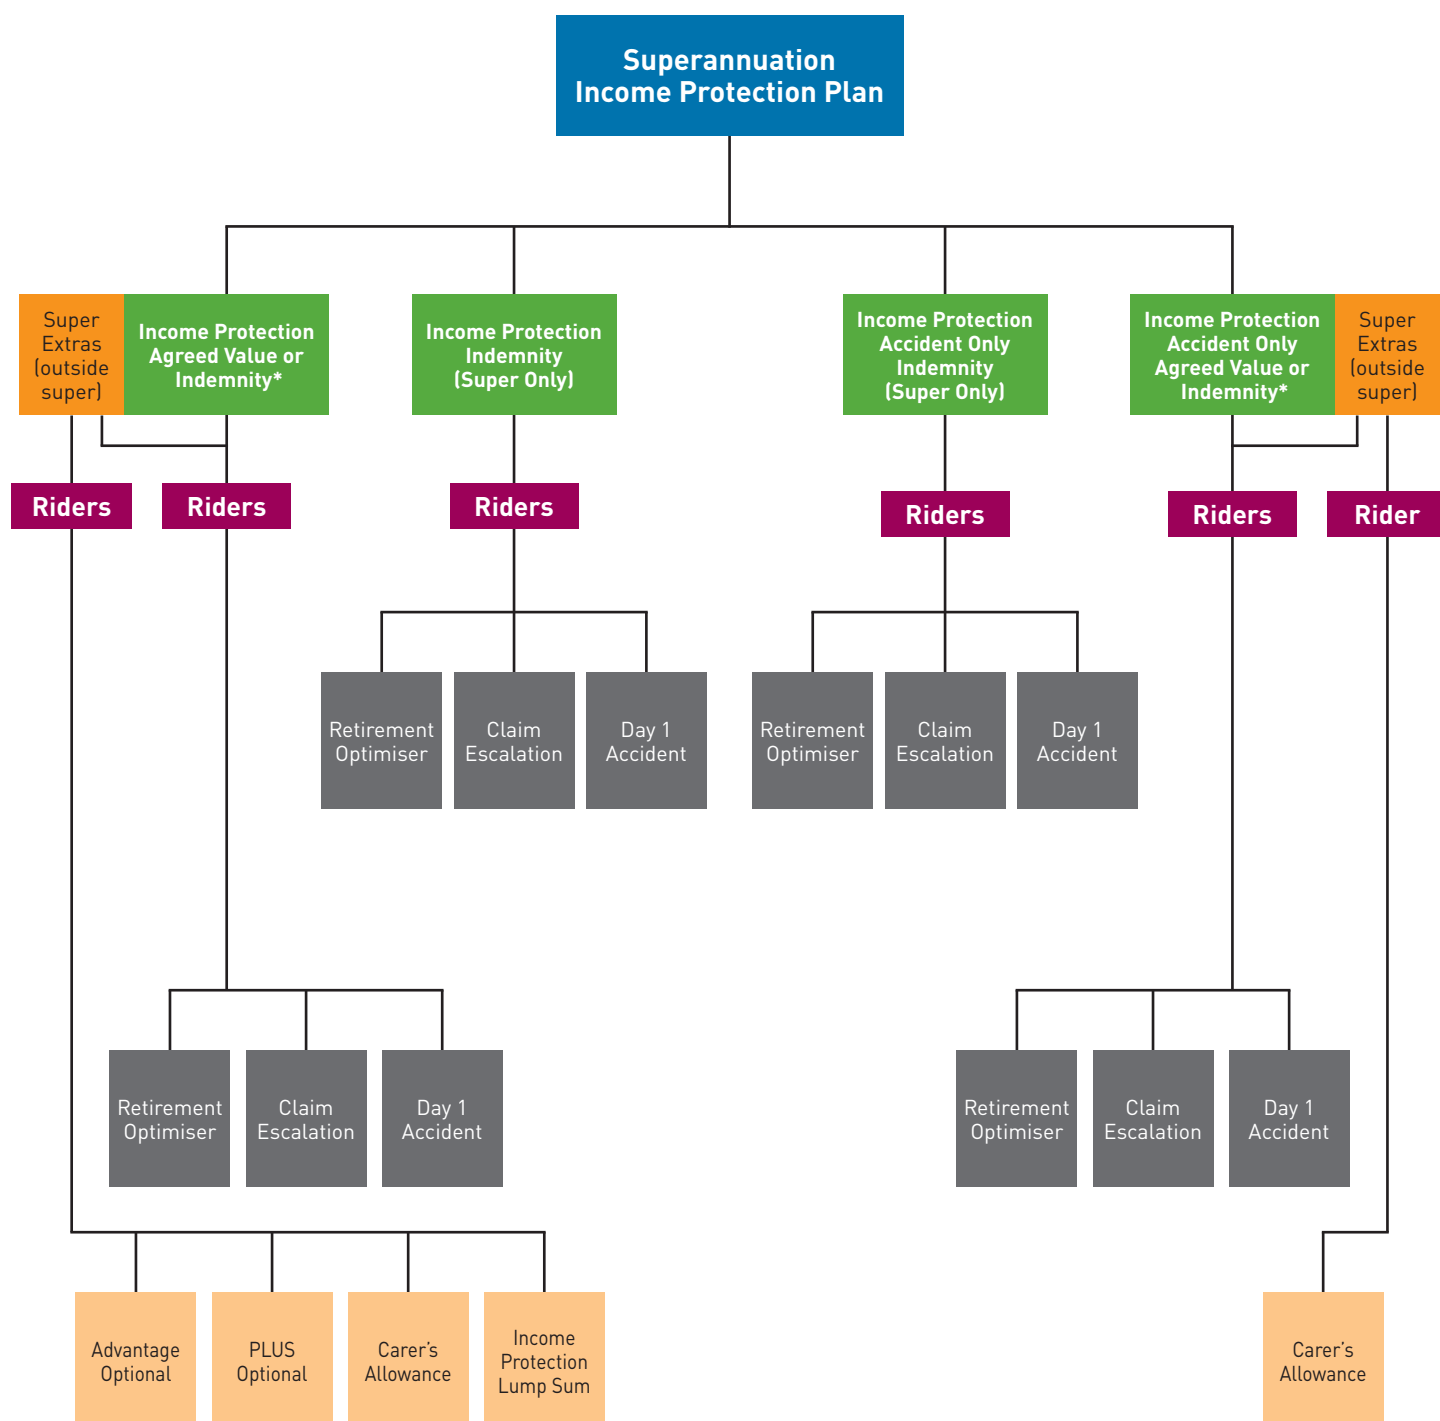 Superannuation
Income Protection Plan
Super
Extras
(outside
super)
Income Protection
Agreed Value or
Indemnity*
Income Protection
Indemnity
(Super Only)
Income Protection
Accident Only
Indemnity
(Super Only)
Income Protection
Accident Only
Agreed Value or
Indemnity*
Super
Extras
(outside
super)
Riders
Riders
Riders
Riders
Riders
Rider
Retirement
Optimiser
Claim
Escalation
Day 1
Accident
Retirement
Optimiser
Claim
Escalation
Day 1
Accident
Retirement
Optimiser
Claim
Escalation
Day 1
Accident
Retirement
Optimiser
Claim
Escalation
Day 1
Accident
Advantage
Optional
PLUS
Optional
Carer's
Allowance
Income
Protection
Lump Sum
Carer's
Allowance